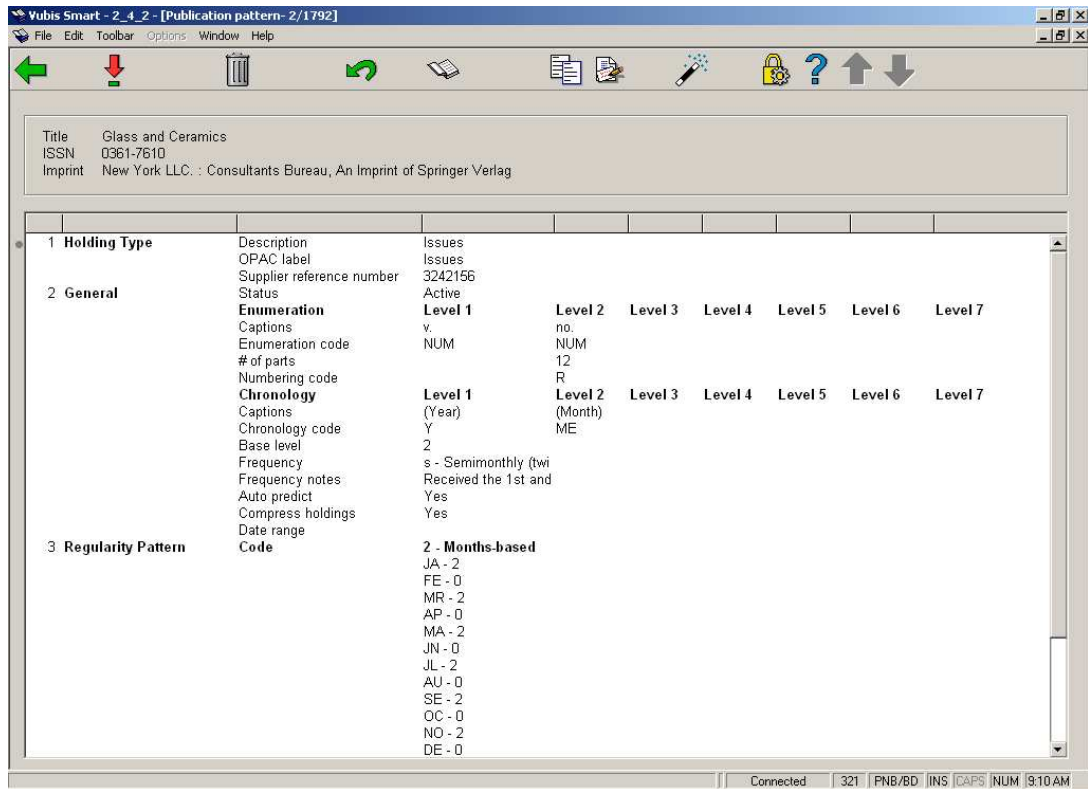 Vubis Smart - 2_4_2 - [Publication pattern- 2/1792]
File Edit Toolbar Options Window Help
Title Glass and Ceramics
ISSN 0361-7610
Imprint New York LLC. : Consultants Bureau, An Imprint of Springer Verlag
1 Holding Type Description Issues
OPAC label Issues
Supplier reference number 3242156
2 General Status Active
Enumeration Level 1 Level 2 Level 3 Level 4 Level 5 Level 6 Level 7
Captions v. no.
Enumeration code NUM NUM
# of parts 12
Numbering code R
Chronology Level 1 Level 2 Level 3 Level 4 Level 5 Level 6 Level 7
Captions (Year) (Month)
Chronology code Y ME
Base level 2
Frequency s - Semimonthly (twi
Frequency notes Received the 1st and
Auto predict Yes
Compress holdings Yes
Date range
3 Regularity Pattern Code 2 - Months-based
JA - 2
FE - 0
MR - 2
AP - 0
MA - 2
JN - 0
JL - 2
AU - 0
SE - 2
OC - 0
NO - 2
DE - 0
Connected 321 PNB/BD INS CAPS NUM 9:10 AM